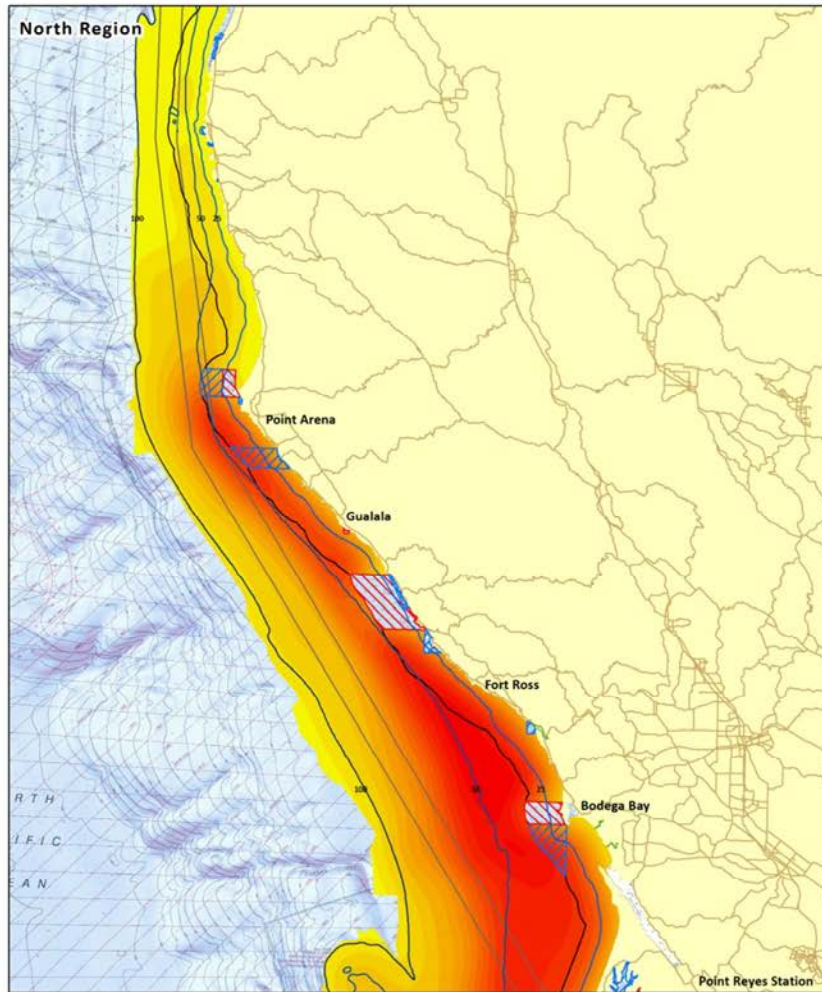 North Region
100
50
25
Point Arena
Gualala
Fort Ross
100
50
25
Bodega Bay
RTH
IFIC
EAN
Point Reyes Station